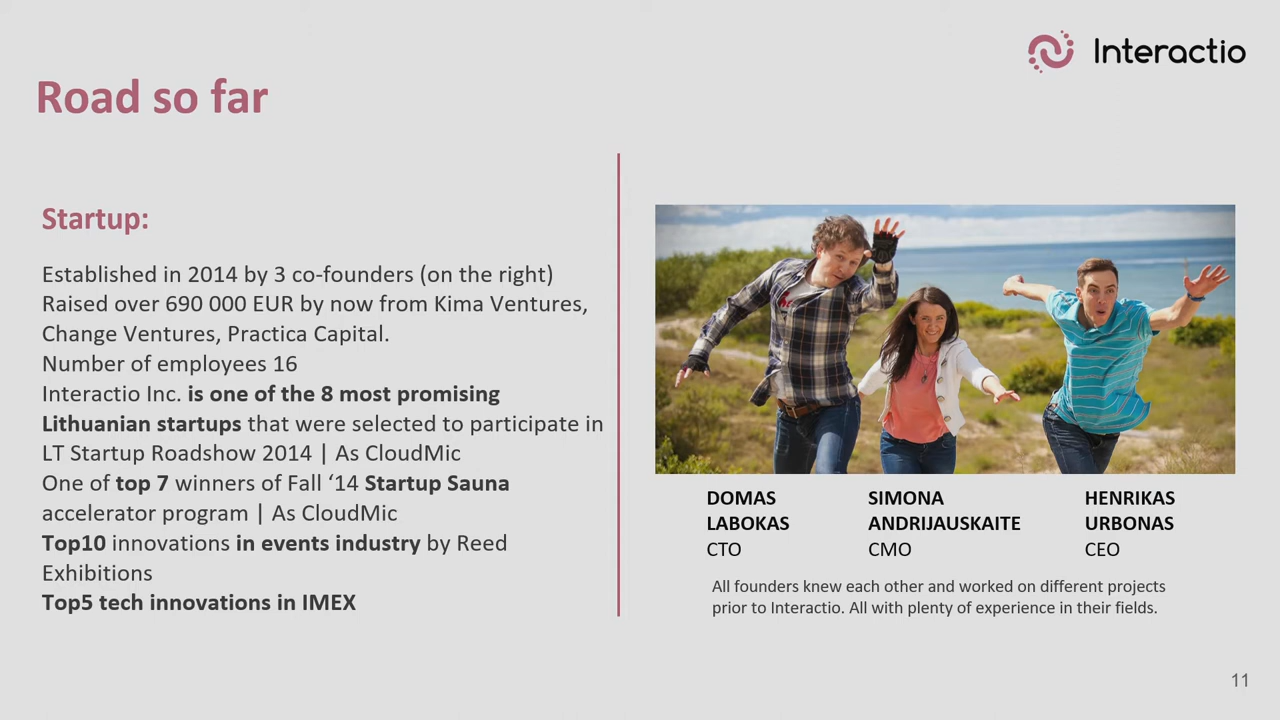 Interactio
Road so far
Startup:
Established in 2014 by 3 co-founders (on the right)
Raised over 690 000 EUR by now from Kima Ventures,
Change Ventures, Practica Capital.
Number of employees 16
Interactio Inc. is one of the 8 most promising
Lithuanian startups that were selected to participate in
LT Startup Roadshow 2014 | As CloudMic
One of top 7 winners of Fall ‘14 Startup Sauna
accelerator program | As CloudMic
Top10 innovations in events industry by Reed
Exhibitions
Top5 tech innovations in IMEX
DOMAS
LABOKAS
CTO
SIMONA
ANDRIJAUSKAITE
CMO
HENRIKAS
URBONAS
CEO
All founders knew each other and worked on different projects
prior to Interactio. All with plenty of experience in their fields.
11